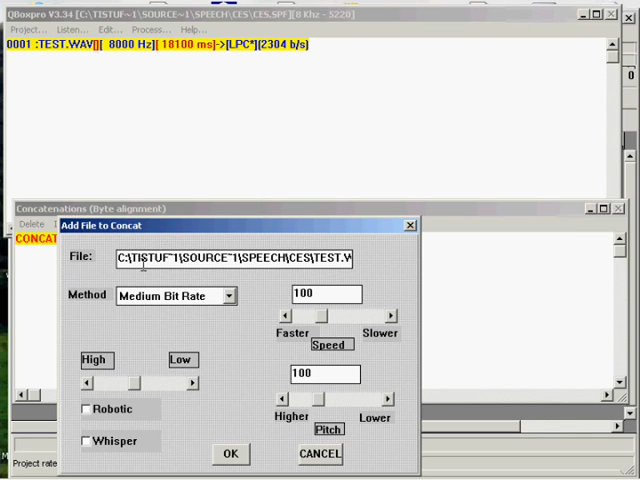 QBoxpro V3.34 [C:\TISTUF~1\SOURCE~1\SPEECH\CES\CES.SPF][8 Khr - 5220]
Project... Listen... Edit... Process... Help...
0001 :TEST.WAV[][ 8000 Hz][ 18100 ms]->[LPC*][2304 b/s]
0
Concatenations (Byte alignment)
Delete
CONCAT
Add File to Concat
File: C:\TISTUF~1\SOURCE~1\SPEECH\CES\TEST.W
Method Medium Bit Rate
100
Faster Slower
Speed
High Low
100
Higher Lower
Pitch
Robotic
Whisper
OK CANCEL
Project rate